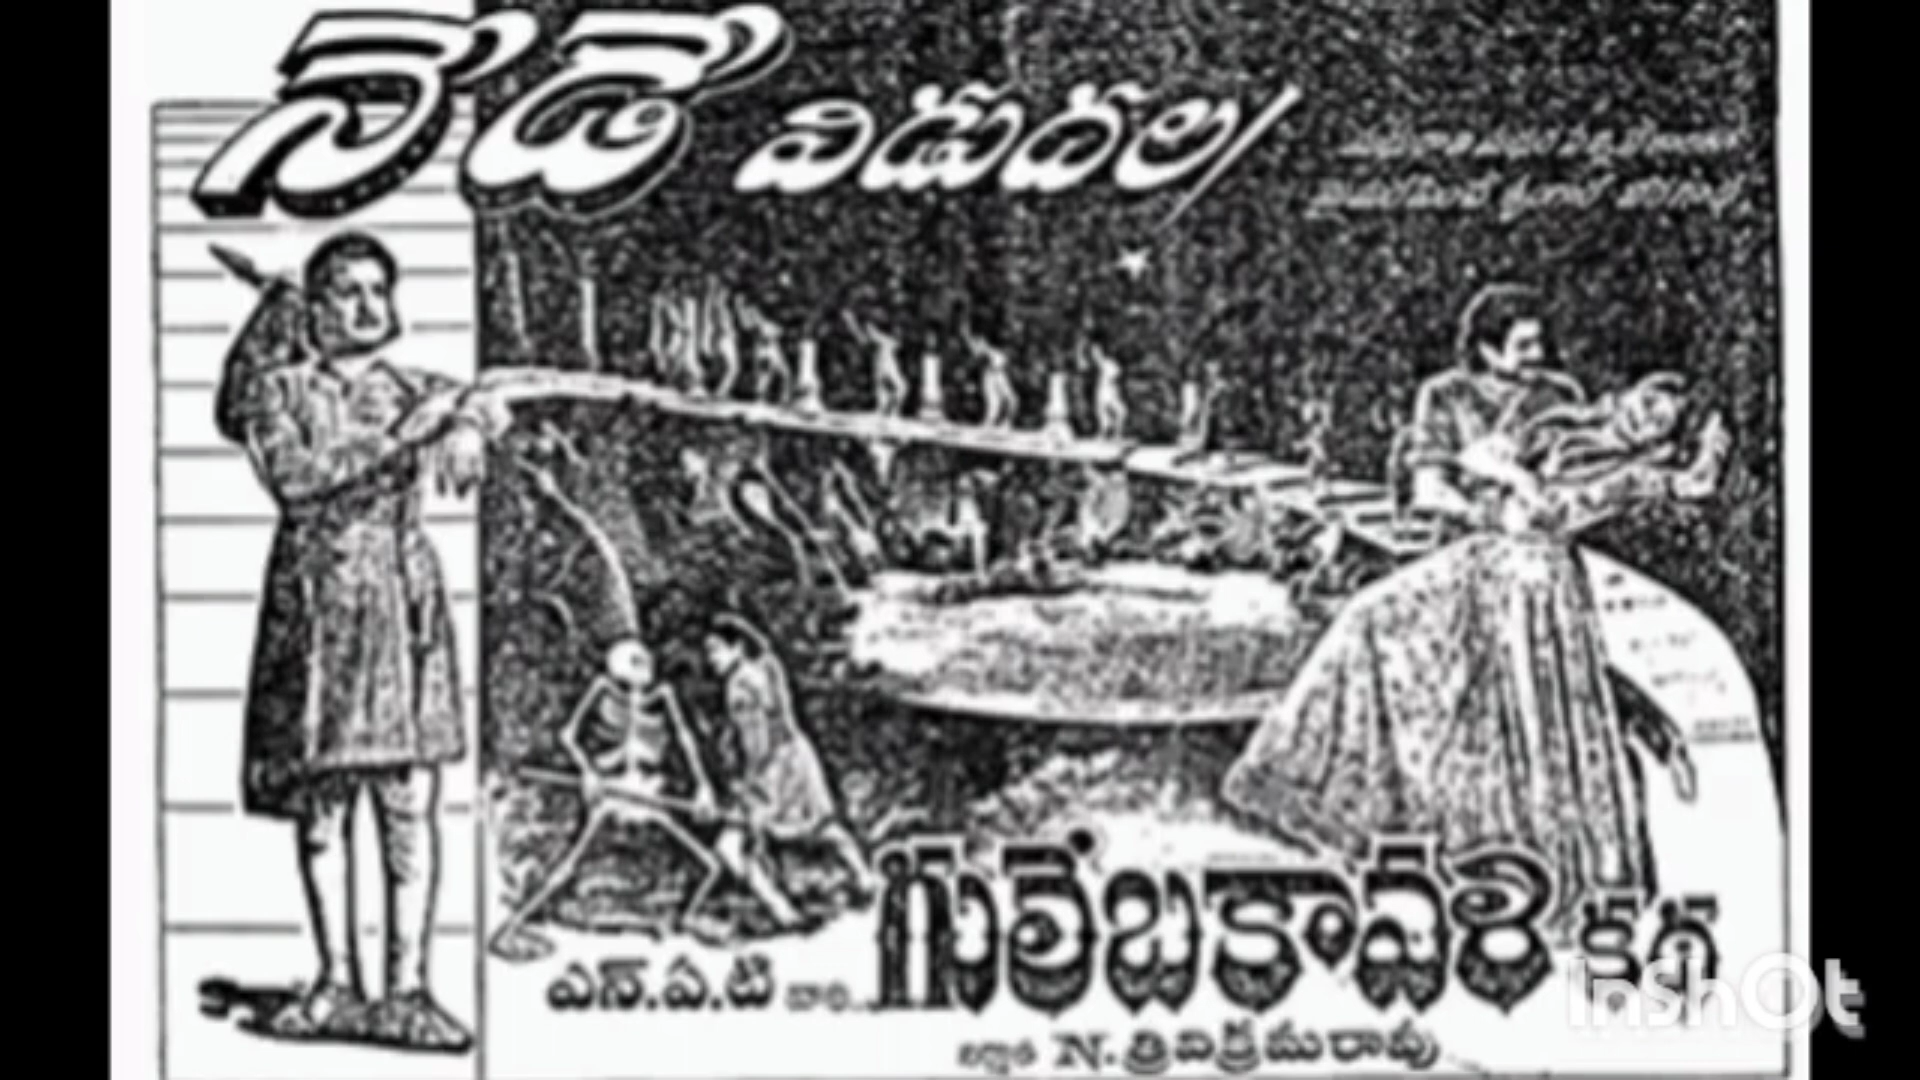 నేడే విడుదల
ఎన్.ఏ.టి వారి
గులేబకావళి కథ
నిర్మాత N. త్రివిక్రమరావు
InShOt